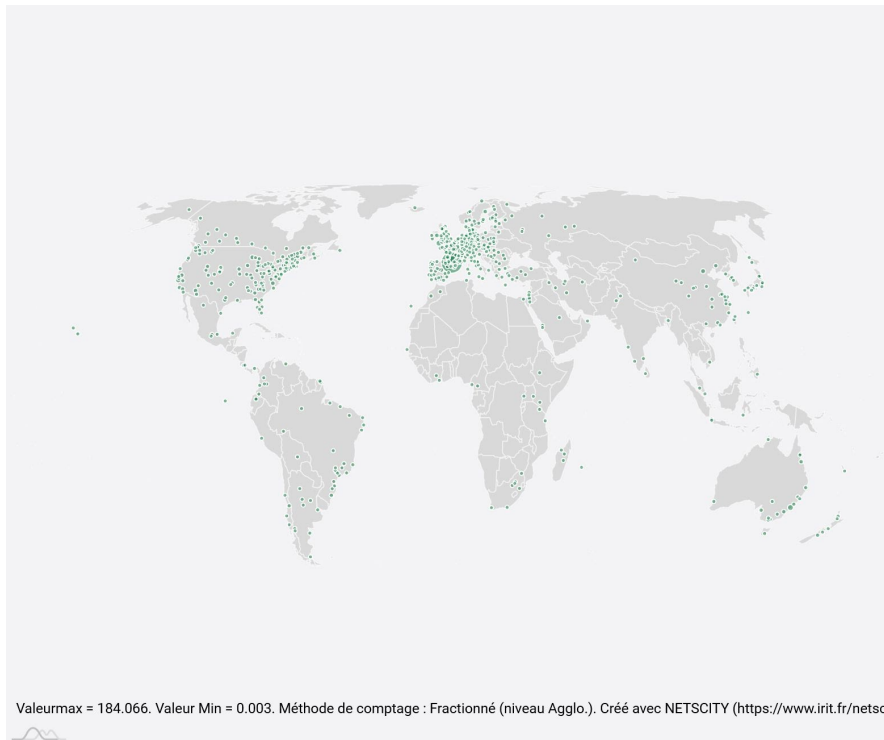 Valeurmax = 184.066. Valeur Min = 0.003. Méthode de comptage : Fractionné (niveau Agglo.). Créé avec NETSCITY (https://www.irit.fr/netsc